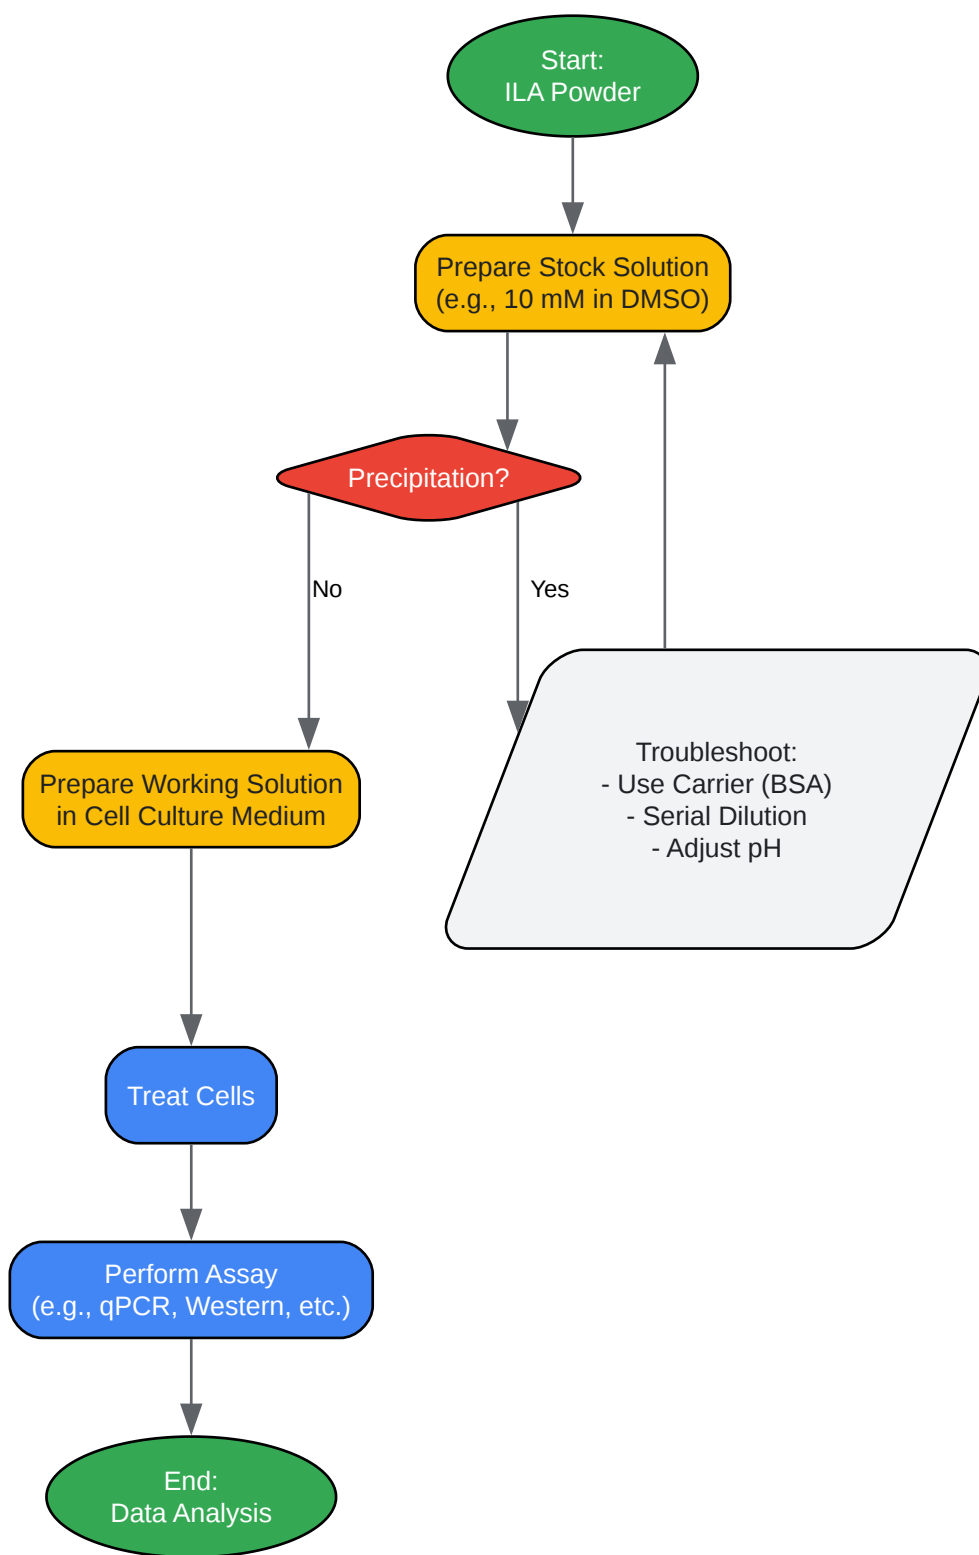 Start:
ILA Powder
Prepare Stock Solution
(e.g., 10 mM in DMSO)
Precipitation?
No
Yes
Troubleshoot:
- Use Carrier (BSA)
- Serial Dilution
- Adjust pH
Prepare Working Solution
in Cell Culture Medium
Treat Cells
Perform Assay
(e.g., qPCR, Western, etc.)
End:
Data Analysis